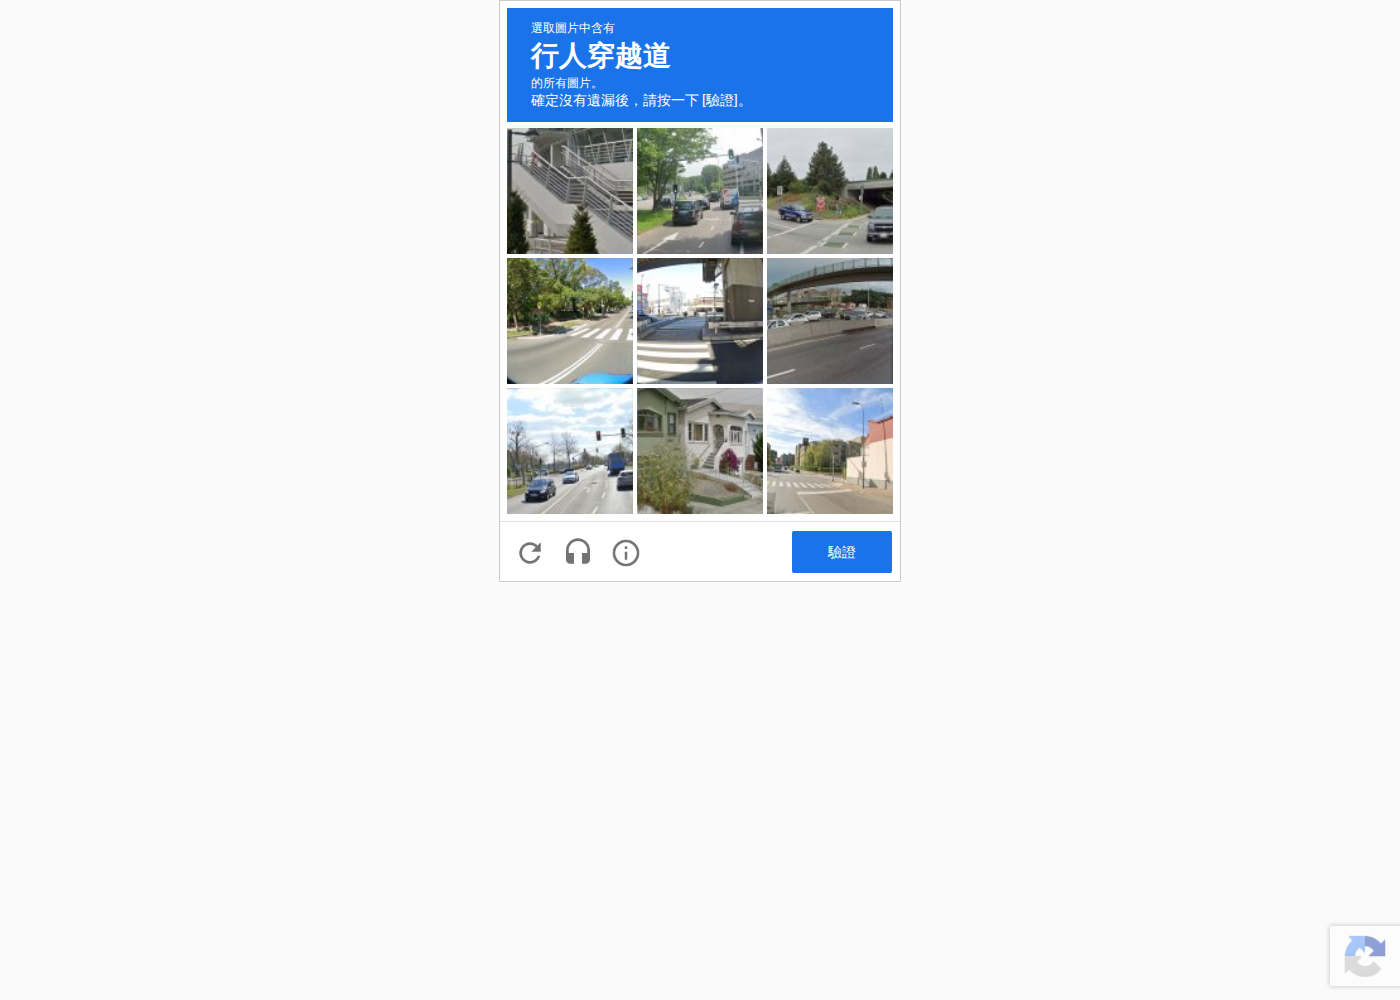 選取圖片中含有
行人穿越道
的所有圖片。
確定沒有遺漏後，請按一下 [驗證]。
驗證